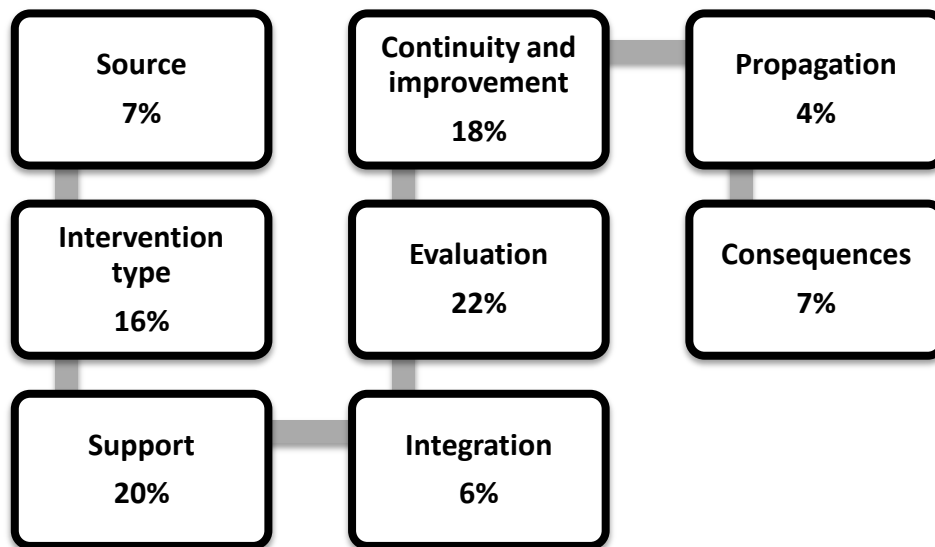 Source
7%
Intervention
type
16%
Support
20%
Integration
6%
Evaluation
22%
Continuity and
improvement
18%
Propagation
4%
Consequences
7%